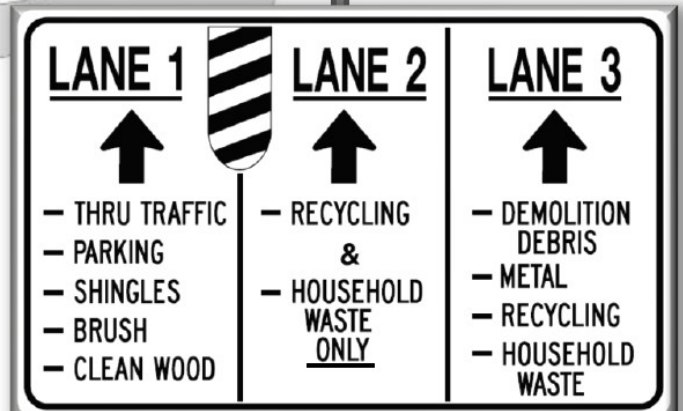 LANE 1
– THRU TRAFFIC
– PARKING
– SHINGLES
– BRUSH
– CLEAN WOOD
LANE 2
– RECYCLING
&
– HOUSEHOLD
WASTE
ONLY
LANE 3
– DEMOLITION
DEBRIS
– METAL
– RECYCLING
– HOUSEHOLD
WASTE